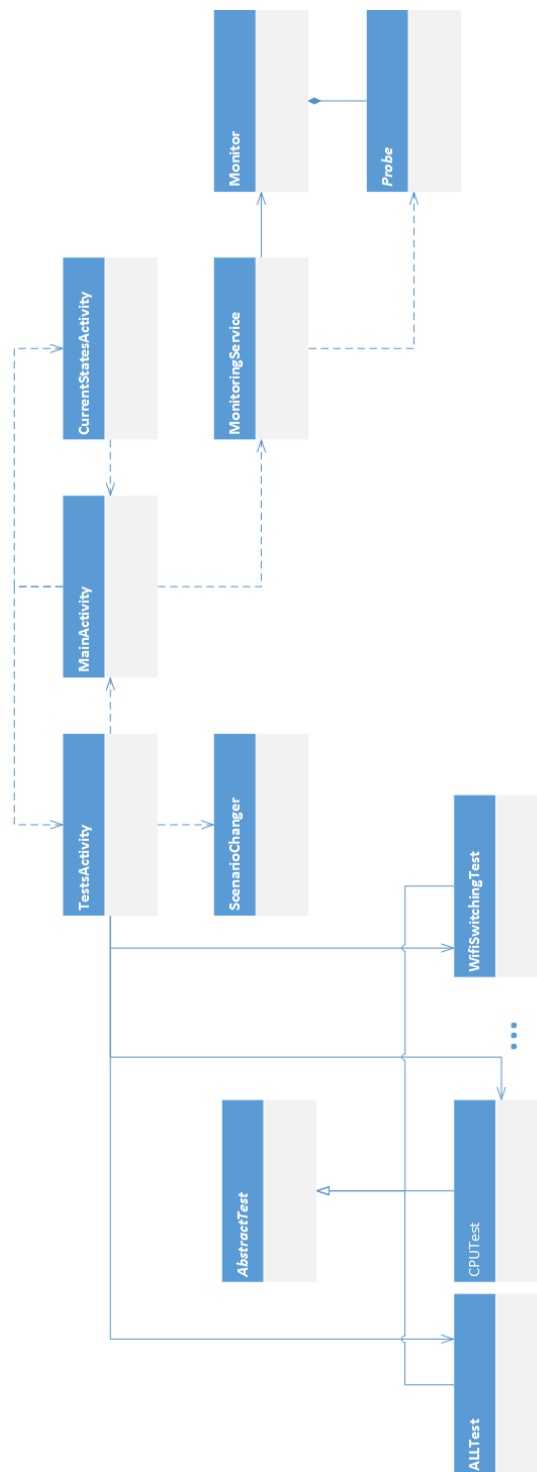 TestsActivity
MainActivity
CurrentStatesActivity
AbstractTest
ScenarioChanger
MonitoringService
Monitor
Probe
ALLTest
CPUTest
...
WifiSwitchingTest